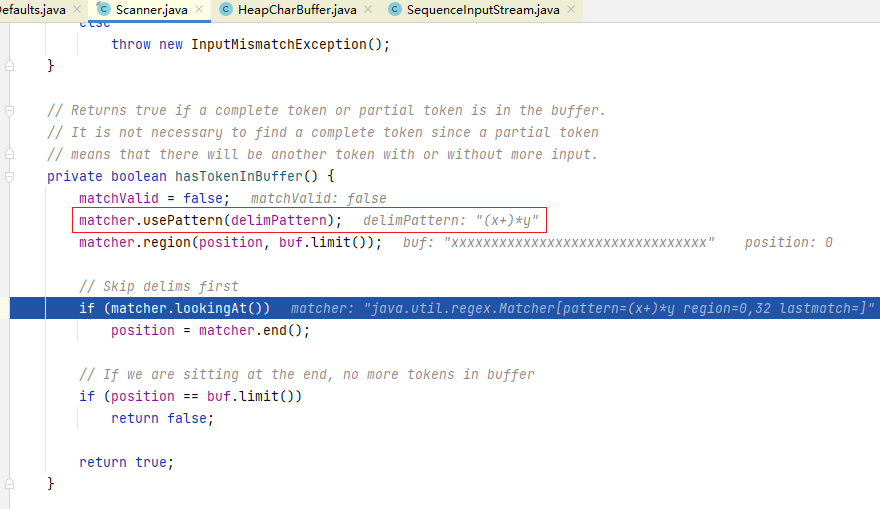 Defaults.java Scanner.java HeapCharBuffer.java SequenceInputStream.java
else
throw new InputMismatchException();
}
// Returns true if a complete token or partial token is in the buffer.
// It is not necessary to find a complete token since a partial token
// means that there will be another token with or without more input.
private boolean hasTokenInBuffer() {
matchValid = false; matchValid: false
matcher.usePattern(delimPattern); delimPattern: "(x+)*y"
matcher.region(position, buf.limit()); buf: "xxxxxxxxxxxxxxxxxxxxxxxxxxxxxxxx" position: 0
// Skip delims first
if (matcher.lookingAt()) matcher: "java.util.regex.Matcher[pattern=(x+)*y region=0,32 lastmatch=]"
position = matcher.end();
// If we are sitting at the end, no more tokens in buffer
if (position == buf.limit())
return false;
return true;
}